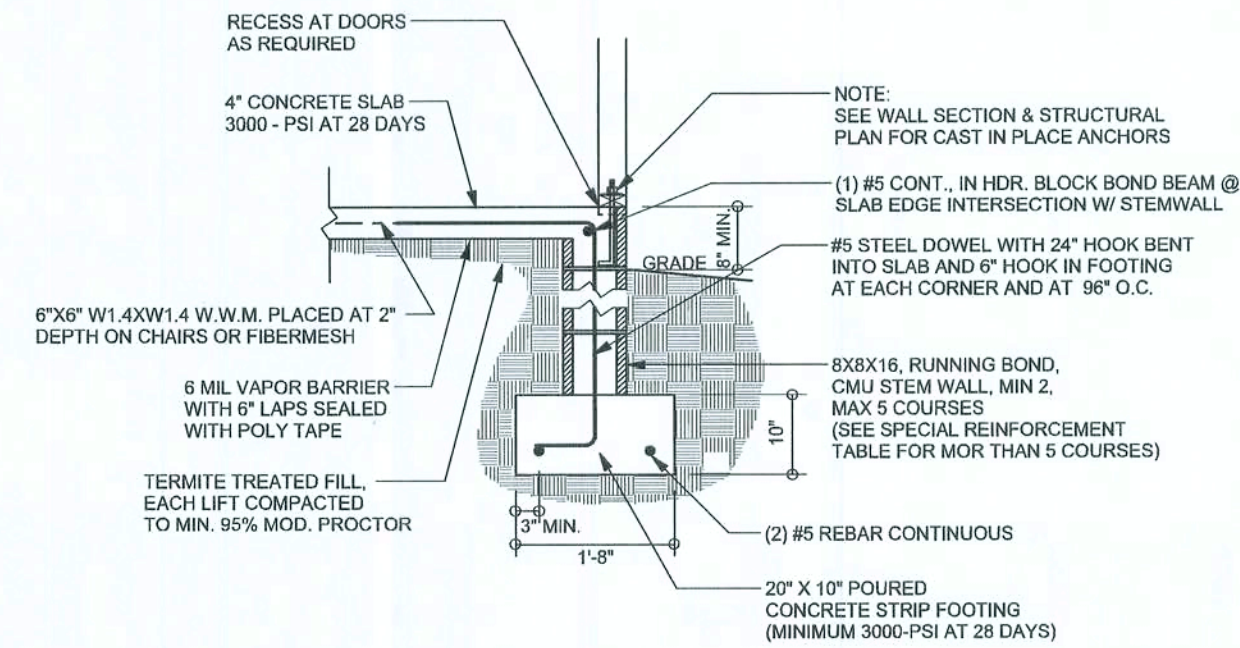 RECESS AT DOORS
AS REQUIRED
4" CONCRETE SLAB
3000 - PSI AT 28 DAYS
6"X6" W1.4XW1.4 W.W.M. PLACED AT 2"
DEPTH ON CHAIRS OR FIBERMESH
6 MIL VAPOR BARRIER
WITH 6" LAPS SEALED
WITH POLY TAPE
TERMITE TREATED FILL,
EACH LIFT COMPACTED
TO MIN. 95% MOD. PROCTOR
NOTE:
SEE WALL SECTION & STRUCTURAL
PLAN FOR CAST IN PLACE ANCHORS
(1) #5 CONT., IN HDR. BLOCK BOND BEAM @
SLAB EDGE INTERSECTION W/ STEMWALL
8" MIN.
GRADE
#5 STEEL DOWEL WITH 24" HOOK BENT
INTO SLAB AND 6" HOOK IN FOOTING
AT EACH CORNER AND AT 96" O.C.
8X8X16, RUNNING BOND,
CMU STEM WALL, MIN 2,
MAX 5 COURSES
(SEE SPECIAL REINFORCEMENT
TABLE FOR MOR THAN 5 COURSES)
10"
3" MIN.
1'-8"
(2) #5 REBAR CONTINUOUS
20" X 10" POURED
CONCRETE STRIP FOOTING
(MINIMUM 3000-PSI AT 28 DAYS)